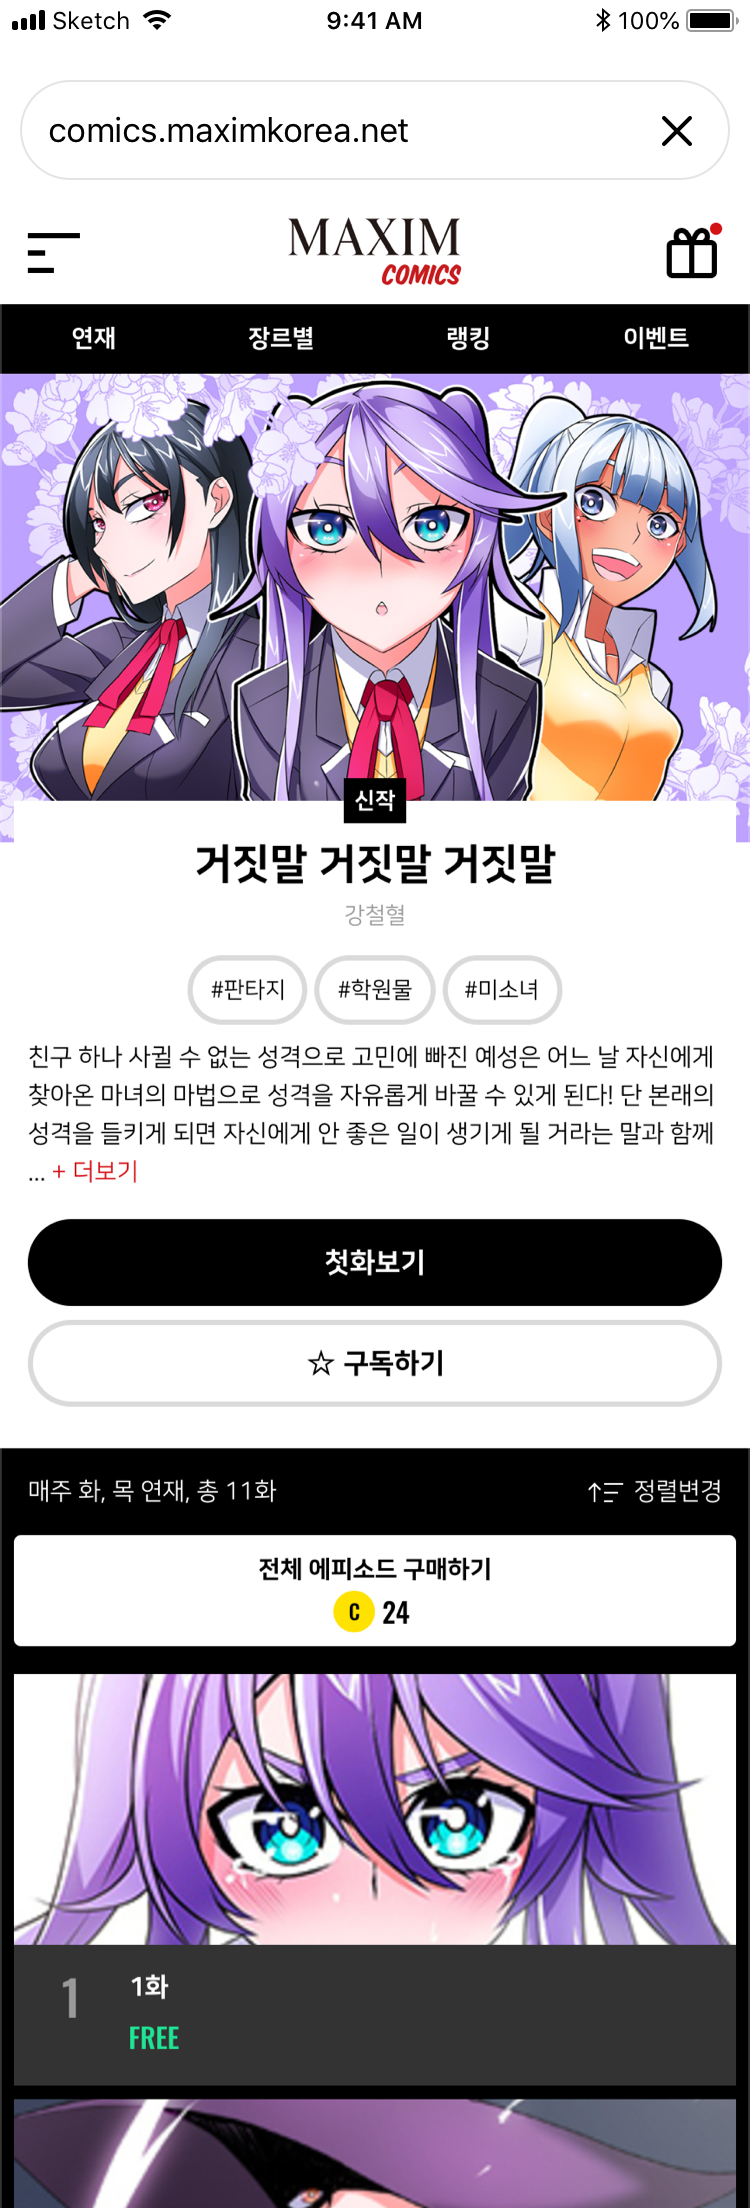 Sketch 9:41 AM 100%
comics.maximkorea.net
MAXIM
COMICS
연재 장르별 랭킹 이벤트
신작
거짓말 거짓말 거짓말
강철혈
#판타지 #학원물 #미소녀
친구 하나 사귈 수 없는 성격으로 고민에 빠진 예성은 어느 날 자신에게
찾아온 마녀의 마법으로 성격을 자유롭게 바꿀 수 있게 된다! 단 본래의
성격을 들키게 되면 자신에게 안 좋은 일이 생기게 될 거라는 말과 함께
... + 더보기
첫화보기
☆ 구독하기
매주 화, 목 연재, 총 11화 정렬변경
전체 에피소드 구매하기
C 24
1 1화
FREE